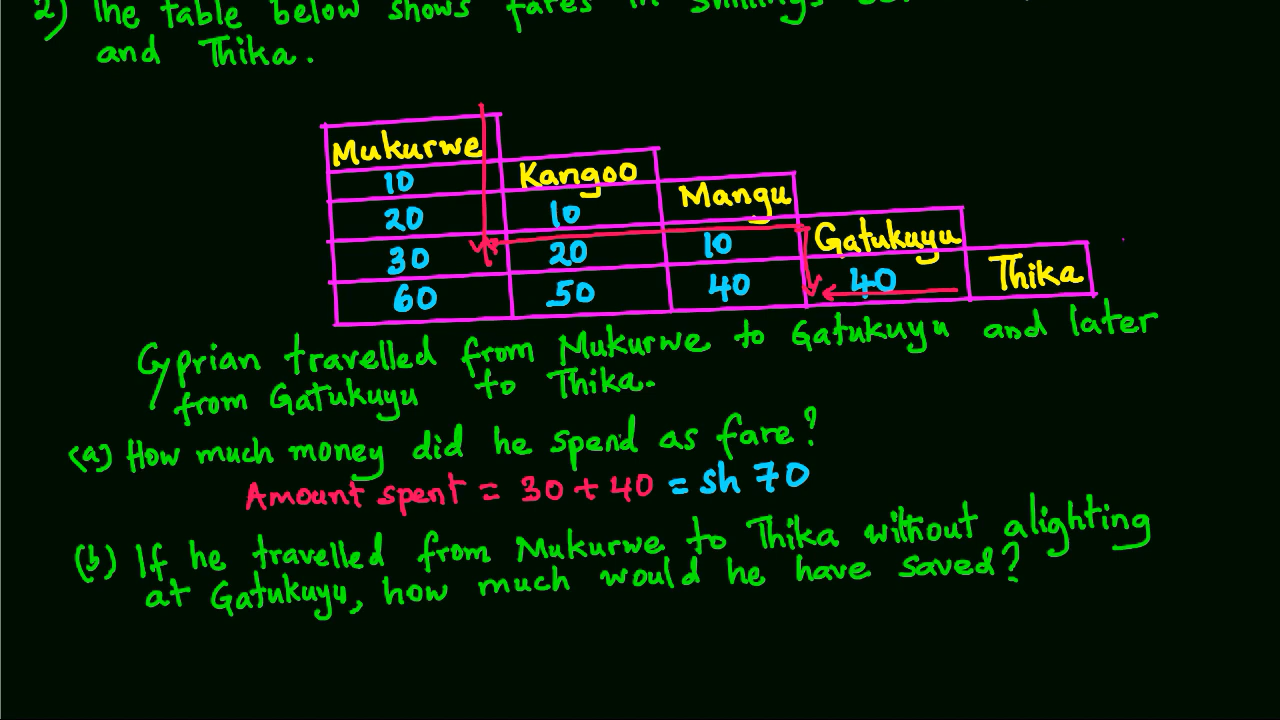 2) The table below shows fares in shillings
and Thika.
Mukurwe
10 Kangoo
20 10 Mangu
30 20 10 Gatukuyu
60 50 40 40 Thika
Cyprian travelled from Mukurwe to Gatukuyu and later
from Gatukuyu to Thika.
(a) How much money did he spend as fare?
Amount spent = 30 + 40 = sh 70
(b) If he travelled from Mukurwe to Thika without alighting
at Gatukuyu, how much would he have saved?